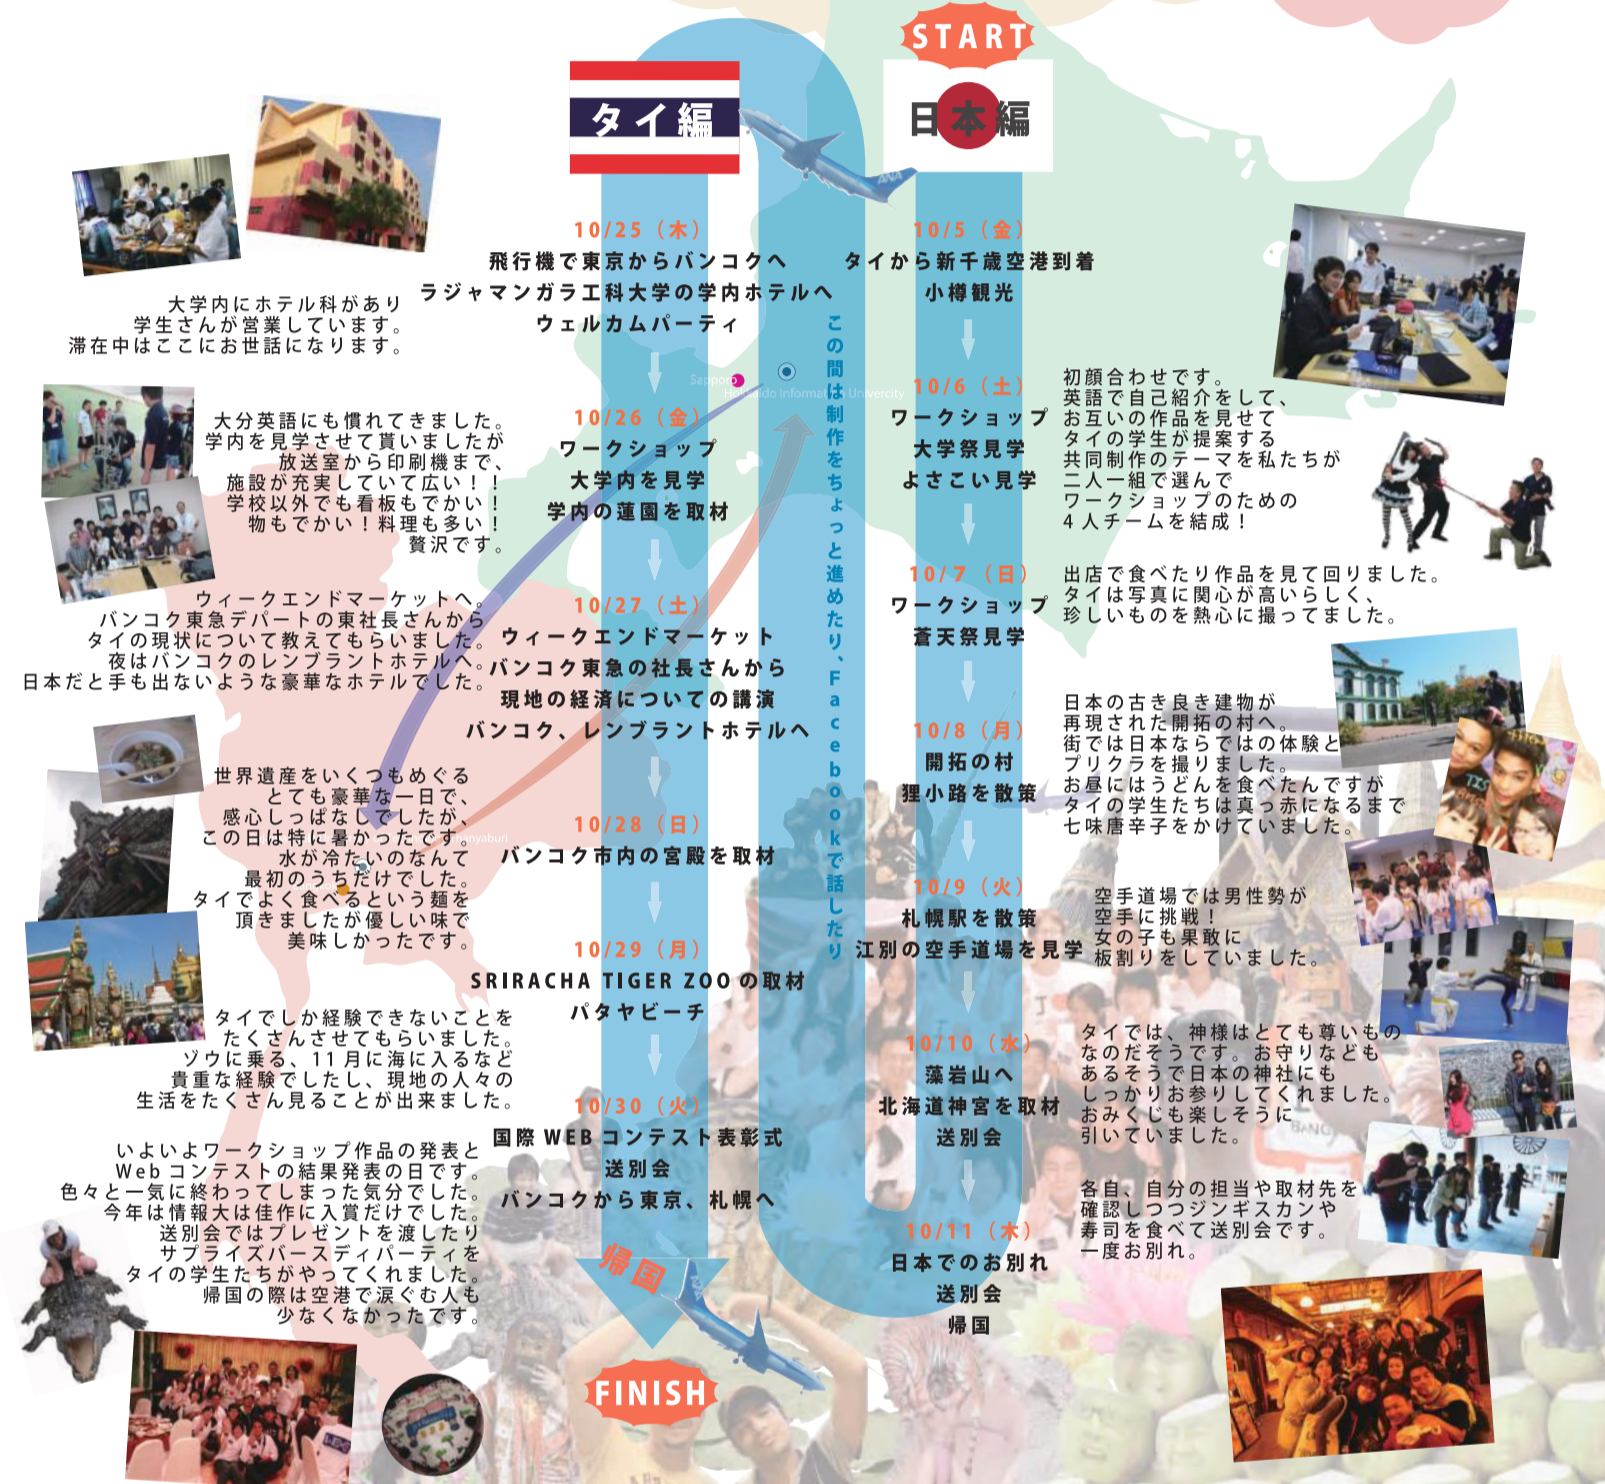 START
日本編
10/5（金）
タイから新千歳空港到着
小樽観光
10/6（土）
ワークショップ
大学祭見学
よさこい見学
初顔合わせです。
英語で自己紹介をして、
お互いの作品を見せて
タイの学生が提案する
共同制作のテーマを私たちが
二人一組で選んで
ワークショップのための
4人チームを結成！
10/7（日）
ワークショップ
蒼天祭見学
出店で食べたり作品を見て回りました。
タイは写真に関心が高いらしく、
珍しいものを熱心に撮ってました。
10/8（月）
開拓の村
狸小路を散策
日本の古き良き建物が
再現された開拓の村へ。
街では日本ならではの体験と
プリクラを撮りました。
お昼にはうどんを食べたんですが
タイの学生たちは真っ赤になるまで
七味唐辛子をかけていました。
10/9（火）
札幌駅を散策
江別の空手道場を見学
空手道場では男性勢が
空手に挑戦！
女の子も果敢に
板割りをしていました。
10/10（水）
藻岩山へ
北海道神宮を取材
送別会
タイでは、神様はとても尊いもの
なのだそうです。お守りなども
あるそうで日本の神社にも
しっかりお参りしてくれました。
おみくじも楽しそうに
引いていました。
10/11（木）
日本でのお別れ
送別会
帰国
各自、自分の担当や取材先を
確認しつつジンギスカンや
寿司を食べて送別会です。
一度お別れ。
この間は制作をちょっと進めたり、Facebookで話したり
ANA
Sapporo
Hokkaido Information Univercity
タイ編
10/25（木）
飛行機で東京からバンコクへ
ラジャマンガラ工科大学の学内ホテルへ
ウェルカムパーティ
大学内にホテル科があり
学生さんが営業しています。
滞在中はここにお世話になります。
10/26（金）
ワークショップ
大学内を見学
学内の蓮園を取材
大分英語にも慣れてきました。
学内を見学させて貰いましたが
放送室から印刷機まで、
施設が充実していて広い！！
学校以外でも看板もでかい！
物もでかい！料理も多い！
贅沢です。
10/27（土）
ウィークエンドマーケット
バンコク東急の社長さんから
現地の経済についての講演
バンコク、レンブラントホテルへ
ウィークエンドマーケットへ。
バンコク東急デパートの東社長さんから
タイの現状について教えてもらいました。
夜はバンコクのレンブラントホテルへ。
日本だと手も出ないような豪華なホテルでした。
10/28（日）
バンコク市内の宮殿を取材
世界遺産をいくつもめぐる
とても豪華な一日で、
感心しっぱなしでしたが、
この日は特に暑かったです。
水が冷たいのなんて
最初のうちだけでした。
タイでよく食べるという麺を
頂きましたが優しい味で
美味しかったです。
10/29（月）
SRIRACHA TIGER ZOOの取材
パタヤビーチ
タイでしか経験できないことを
たくさんさせてもらいました。
ゾウに乗る、11月に海に入るなど
貴重な経験でしたし、現地の人々の
生活をたくさん見ることが出来ました。
10/30（火）
国際WEBコンテスト表彰式
送別会
バンコクから東京、札幌へ
いよいよワークショップ作品の発表と
Webコンテストの結果発表の日です。
色々と一気に終わってしまった気分でした。
今年は情報大は佳作に入賞だけでした。
送別会ではプレゼントを渡したり
サプライズバースディパーティを
タイの学生たちがやってくれました。
帰国の際は空港で涙ぐむ人も
少なくなかったです。
帰国
FINISH